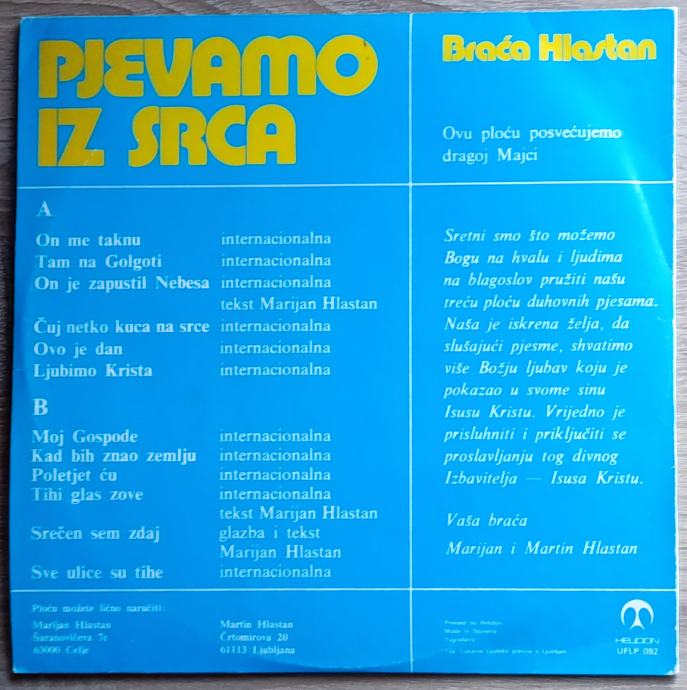 PJEVAMO
IZ SRCA
Braća Hlastan
Ovu ploču posvećujemo
dragoj Majci
A
On me taknu internacionalna
Tam na Golgoti internacionalna
On je zapustil Nebesa internacionalna
tekst Marijan Hlastan
Čuj netko kuca na srce internacionalna
Ovo je dan internacionalna
Ljubimo Krista internacionalna
B
Moj Gospode internacionalna
Kad bih znao zemlju internacionalna
Poletjet ću internacionalna
Tihi glas zove internacionalna
tekst Marijan Hlastan
Srečen sem zdaj glazba i tekst
Marijan Hlastan
Sve ulice su tihe internacionalna
Sretni smo što možemo
Bogu na hvalu i ljudima
na blagoslov pružiti našu
treću ploču duhovnih pjesama.
Naša je iskrena želja, da
slušajući pjesme, shvatimo
više Božju ljubav koju je
pokazao u svome sinu
Isusu Kristu. Vrijedno je
prisluhniti i priključiti se
proslavljanju tog divnog
Izbavitelja — Isusa Kristu.
Vaša braća
Marijan i Martin Hlastan
Ploču možete lično naručiti:
Marijan Hlastan
Šaranovičeva 7c
63000 Celje
Martin Hlastan
Črtomirova 20
61113 Ljubljana
Pressed by Helidon
Made in Slovenia
Yugoslavia
HELIDON
UFLP 092